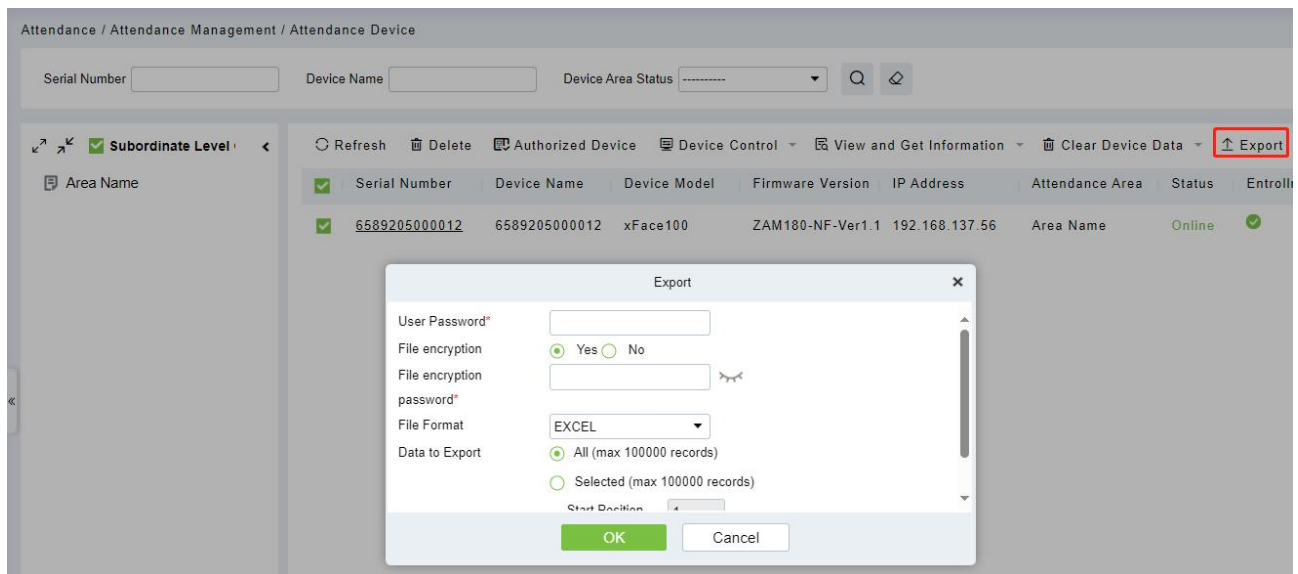 Attendance / Attendance Management / Attendance Device
Serial Number Device Name Device Area Status ----------
Subordinate Level Refresh Delete Authorized Device Device Control View and Get Information Clear Device Data Export
Area Name Serial Number Device Name Device Model Firmware Version IP Address Attendance Area Status
6589205000012 6589205000012 xFace100 ZAM180-NF-Ver1.1 192.168.137.56 Area Name Online
Export
User Password*
File encryption Yes No
File encryption
password*
File Format EXCEL
Data to Export All (max 100000 records)
Selected (max 100000 records)
Start Position 1
OK Cancel